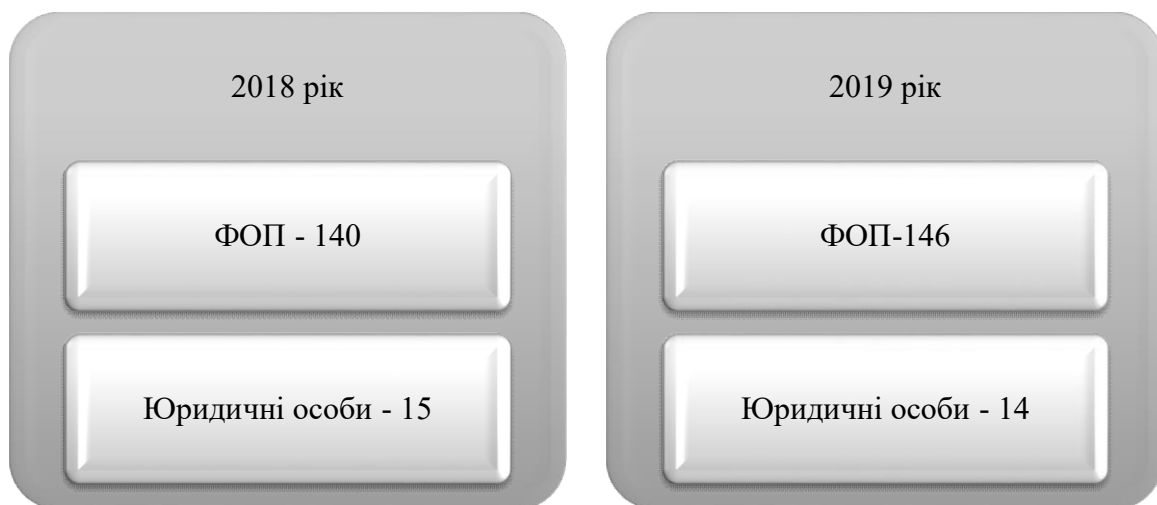 2018 рік
ФОП - 140
Юридичні особи - 15
2019 рік
ФОП-146
Юридичні особи - 14